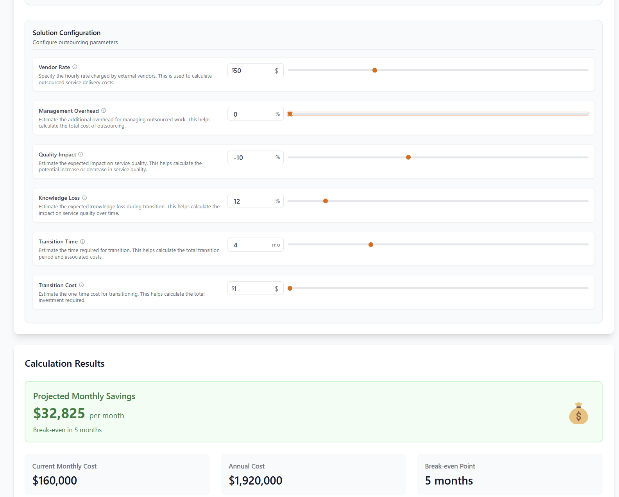 Solution Configuration
Configure outsourcing parameters
Vendor Rate
Specify the hourly rate charged by external vendors. This is used to calculate
outsourced service delivery costs.
150 $
Management Overhead
Estimate the additional overhead for managing outsourced work. This helps
calculate the total cost of outsourcing.
0 %
Quality Impact
Estimate the expected impact on service quality. This helps calculate the
potential increase or decrease in service quality.
-10 %
Knowledge Loss
Estimate the expected knowledge loss during transition. This helps calculate the
impact on service quality over time.
12 %
Transition Time
Estimate the time required for transition. This helps calculate the total transition
period and associated costs.
4
Transition Cost
Estimate the one time cost for transitioning. This helps calculate the total
investment required.
$
Calculation Results
Projected Monthly Savings
$32,825 per month
Break-even in 5 months
Current Monthly Cost
$160,000
Annual Cost
$1,920,000
Break-even Point
5 months